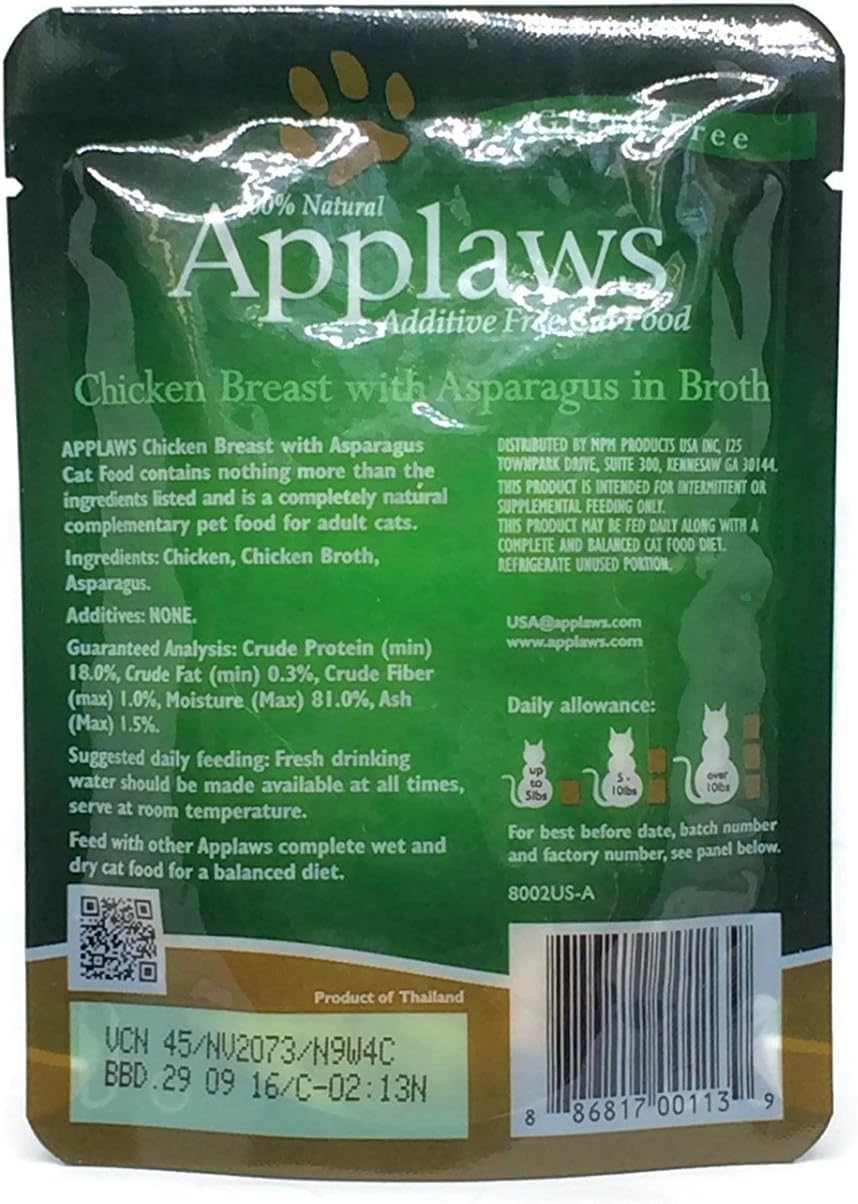 Grain Free
100% Natural
Applaws
Additive Free Cat Food
Chicken Breast with Asparagus in Broth
APPLAWS Chicken Breast with Asparagus
Cat Food contains nothing more than the
ingredients listed and is a completely natural
complementary pet food for adult cats.
Ingredients: Chicken, Chicken Broth,
Asparagus.
Additives: NONE.
Guaranteed Analysis: Crude Protein (min)
18.0%, Crude Fat (min) 0.3%, Crude Fiber
(max) 1.0%, Moisture (Max) 81.0%, Ash
(Max) 1.5%.
Suggested daily feeding: Fresh drinking
water should be made available at all times,
serve at room temperature.
Feed with other Applaws complete wet and
dry cat food for a balanced diet.
DISTRIBUTED BY MPM PRODUCTS USA INC, 125
TOWNPARK DRIVE, SUITE 300, KENNESAW GA 30144.
THIS PRODUCT IS INTENDED FOR INTERMITTENT OR
SUPPLEMENTAL FEEDING ONLY.
THIS PRODUCT MAY BE FED DAILY ALONG WITH A
COMPLETE AND BALANCED CAT FOOD DIET.
REFRIGERATE UNUSED PORTION.
USA@applaws.com
www.applaws.com
Daily allowance:
up
to
5lbs
5 -
10lbs
over
10lbs
For best before date, batch number
and factory number, see panel below.
8002US-A
Product of Thailand
VCN 45/NV2073/N9W4C
BBD.29 09 16/C-02:13N
8 86817 00113 9